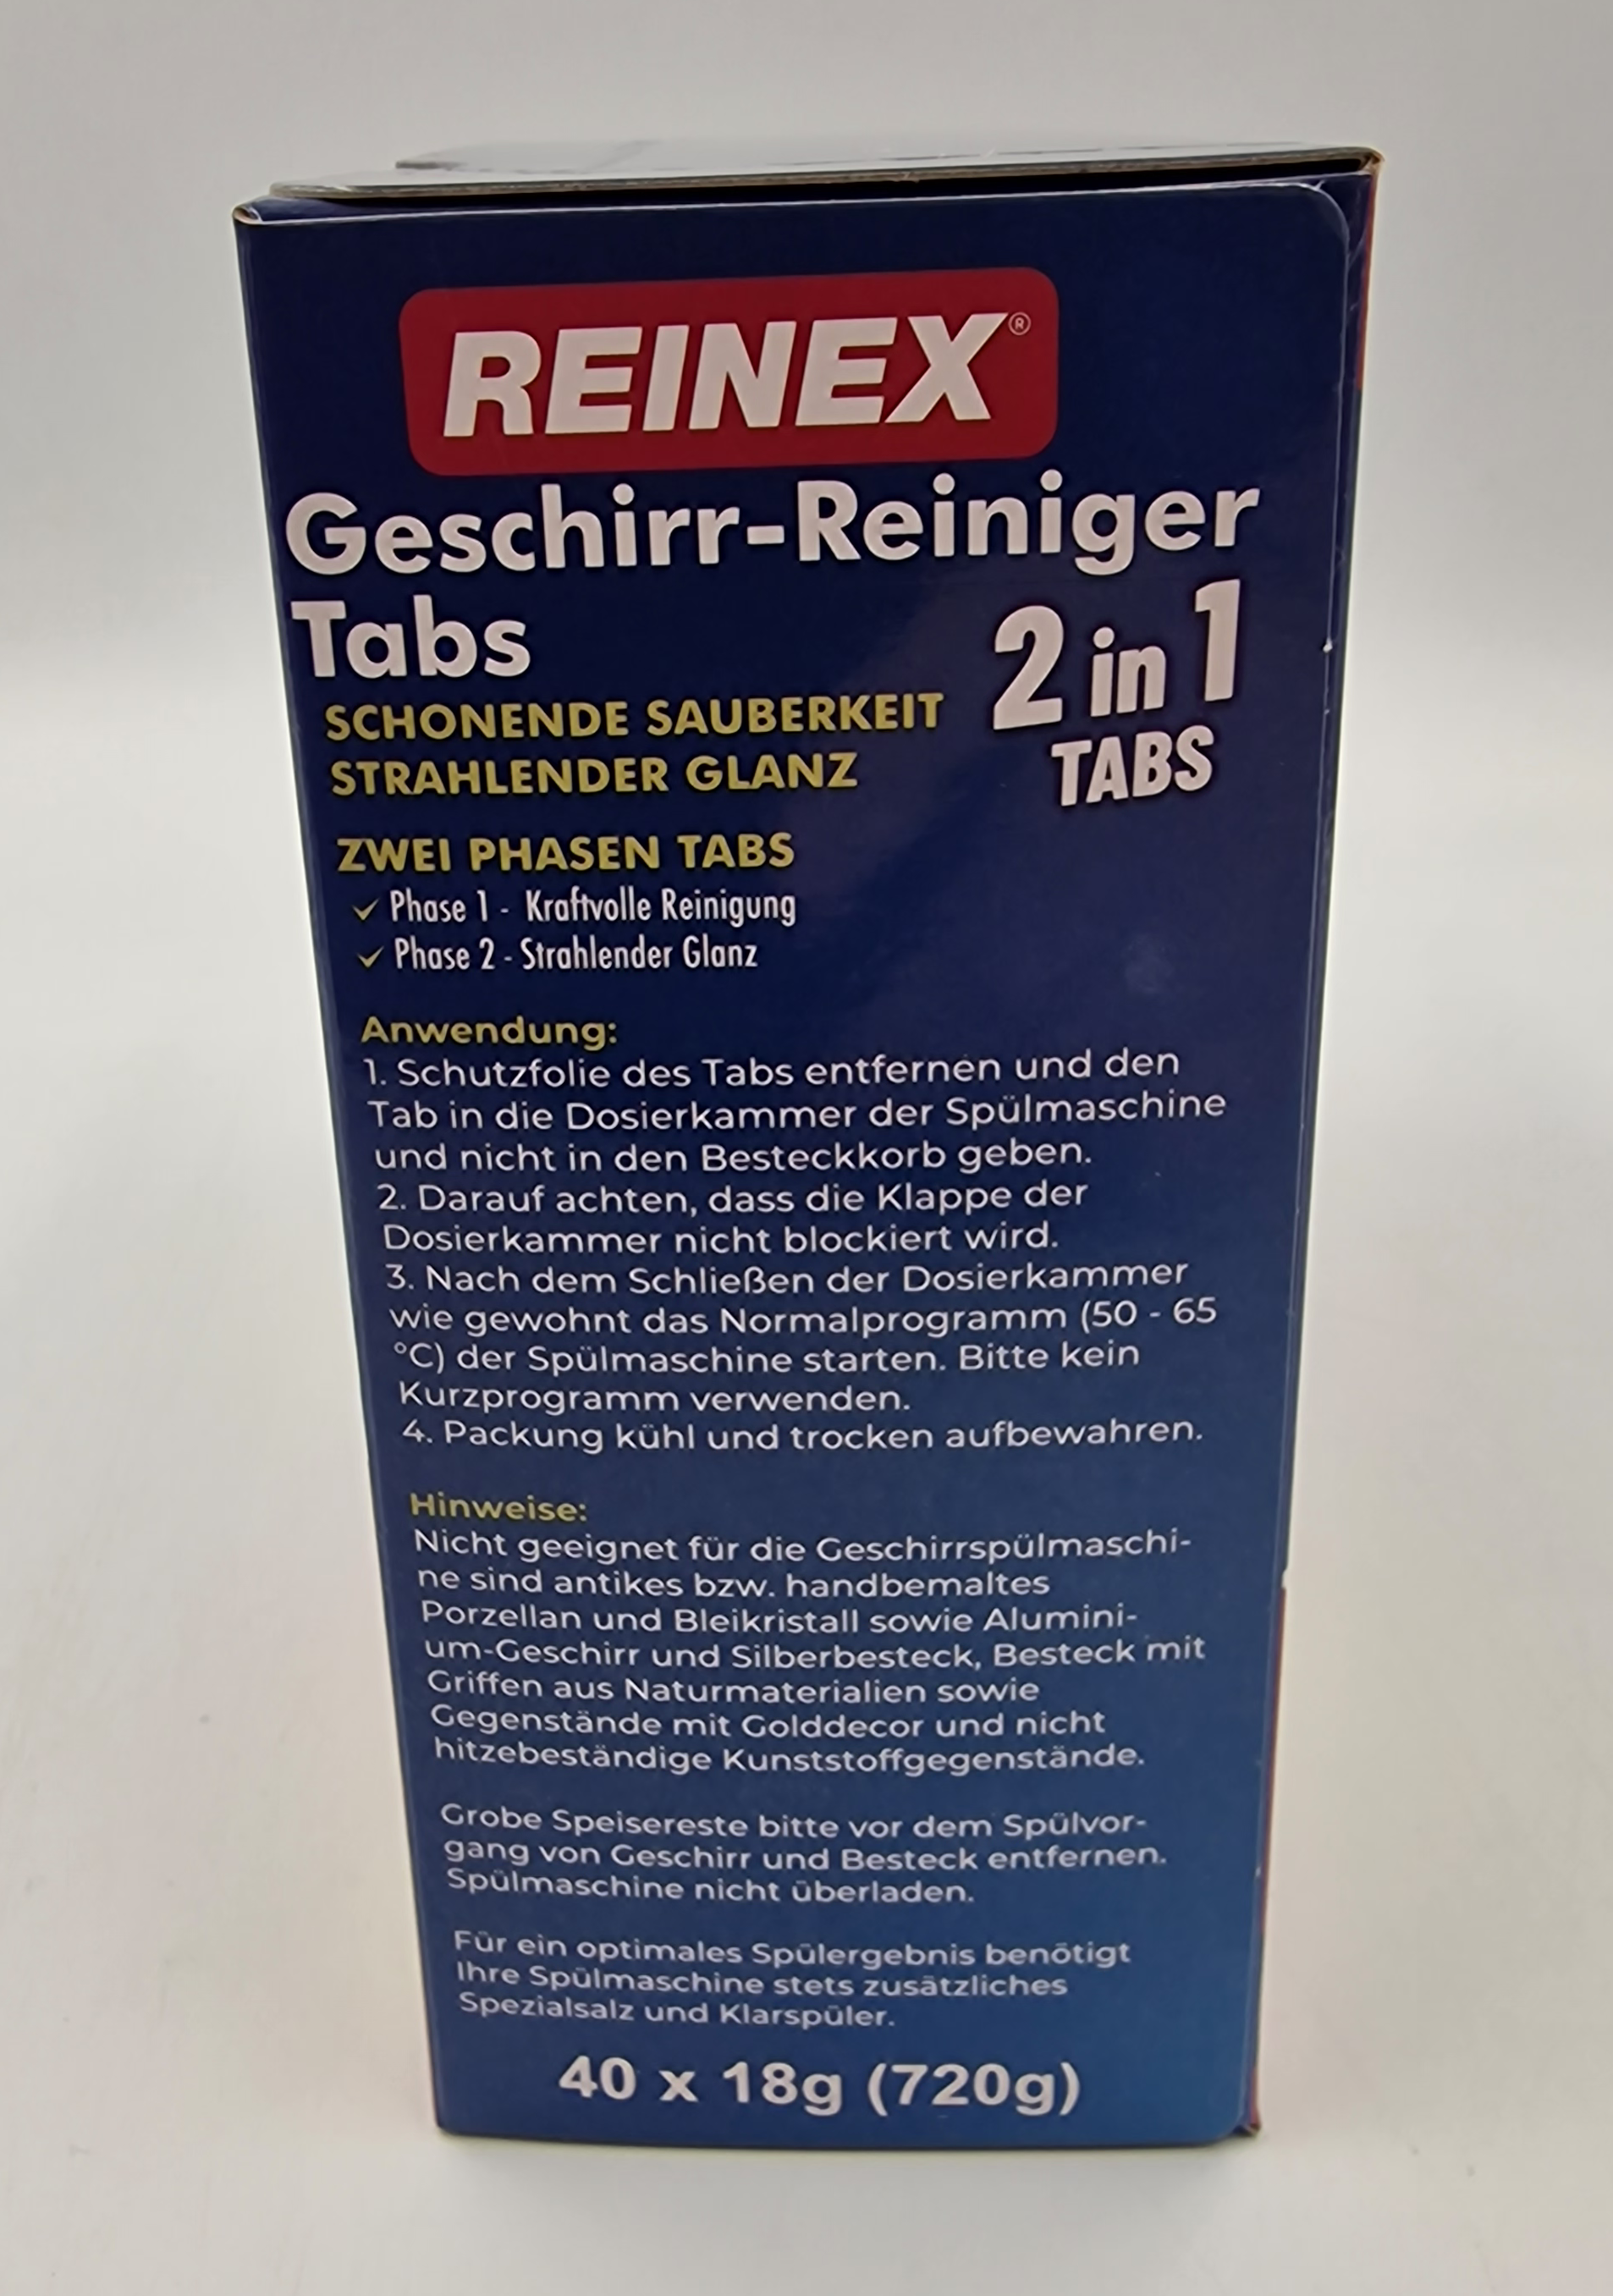 REINEX®
Geschirr-Reiniger
Tabs
2 in 1
TABS
SCHONENDE SAUBERKEIT
STRAHLENDER GLANZ
ZWEI PHASEN TABS
✓ Phase 1 - Kraftvolle Reinigung
✓ Phase 2 - Strahlender Glanz
Anwendung:
1. Schutzfolie des Tabs entfernen und den
Tab in die Dosierkammer der Spülmaschine
und nicht in den Besteckkorb geben.
2. Darauf achten, dass die Klappe der
Dosierkammer nicht blockiert wird.
3. Nach dem Schließen der Dosierkammer
wie gewohnt das Normalprogramm (50 - 65
°C) der Spülmaschine starten. Bitte kein
Kurzprogramm verwenden.
4. Packung kühl und trocken aufbewahren.
Hinweise:
Nicht geeignet für die Geschirrspülmaschi-
ne sind antikes bzw. handbemaltes
Porzellan und Bleikristall sowie Alumini-
um-Geschirr und Silberbesteck, Besteck mit
Griffen aus Naturmaterialien sowie
Gegenstände mit Golddecor und nicht
hitzebeständige Kunststoffgegenstände.
Grobe Speisereste bitte vor dem Spülvor-
gang von Geschirr und Besteck entfernen.
Spülmaschine nicht überladen.
Für ein optimales Spülergebnis benötigt
Ihre Spülmaschine stets zusätzliches
Spezialsalz und Klarspüler.
40 x 18g (720g)